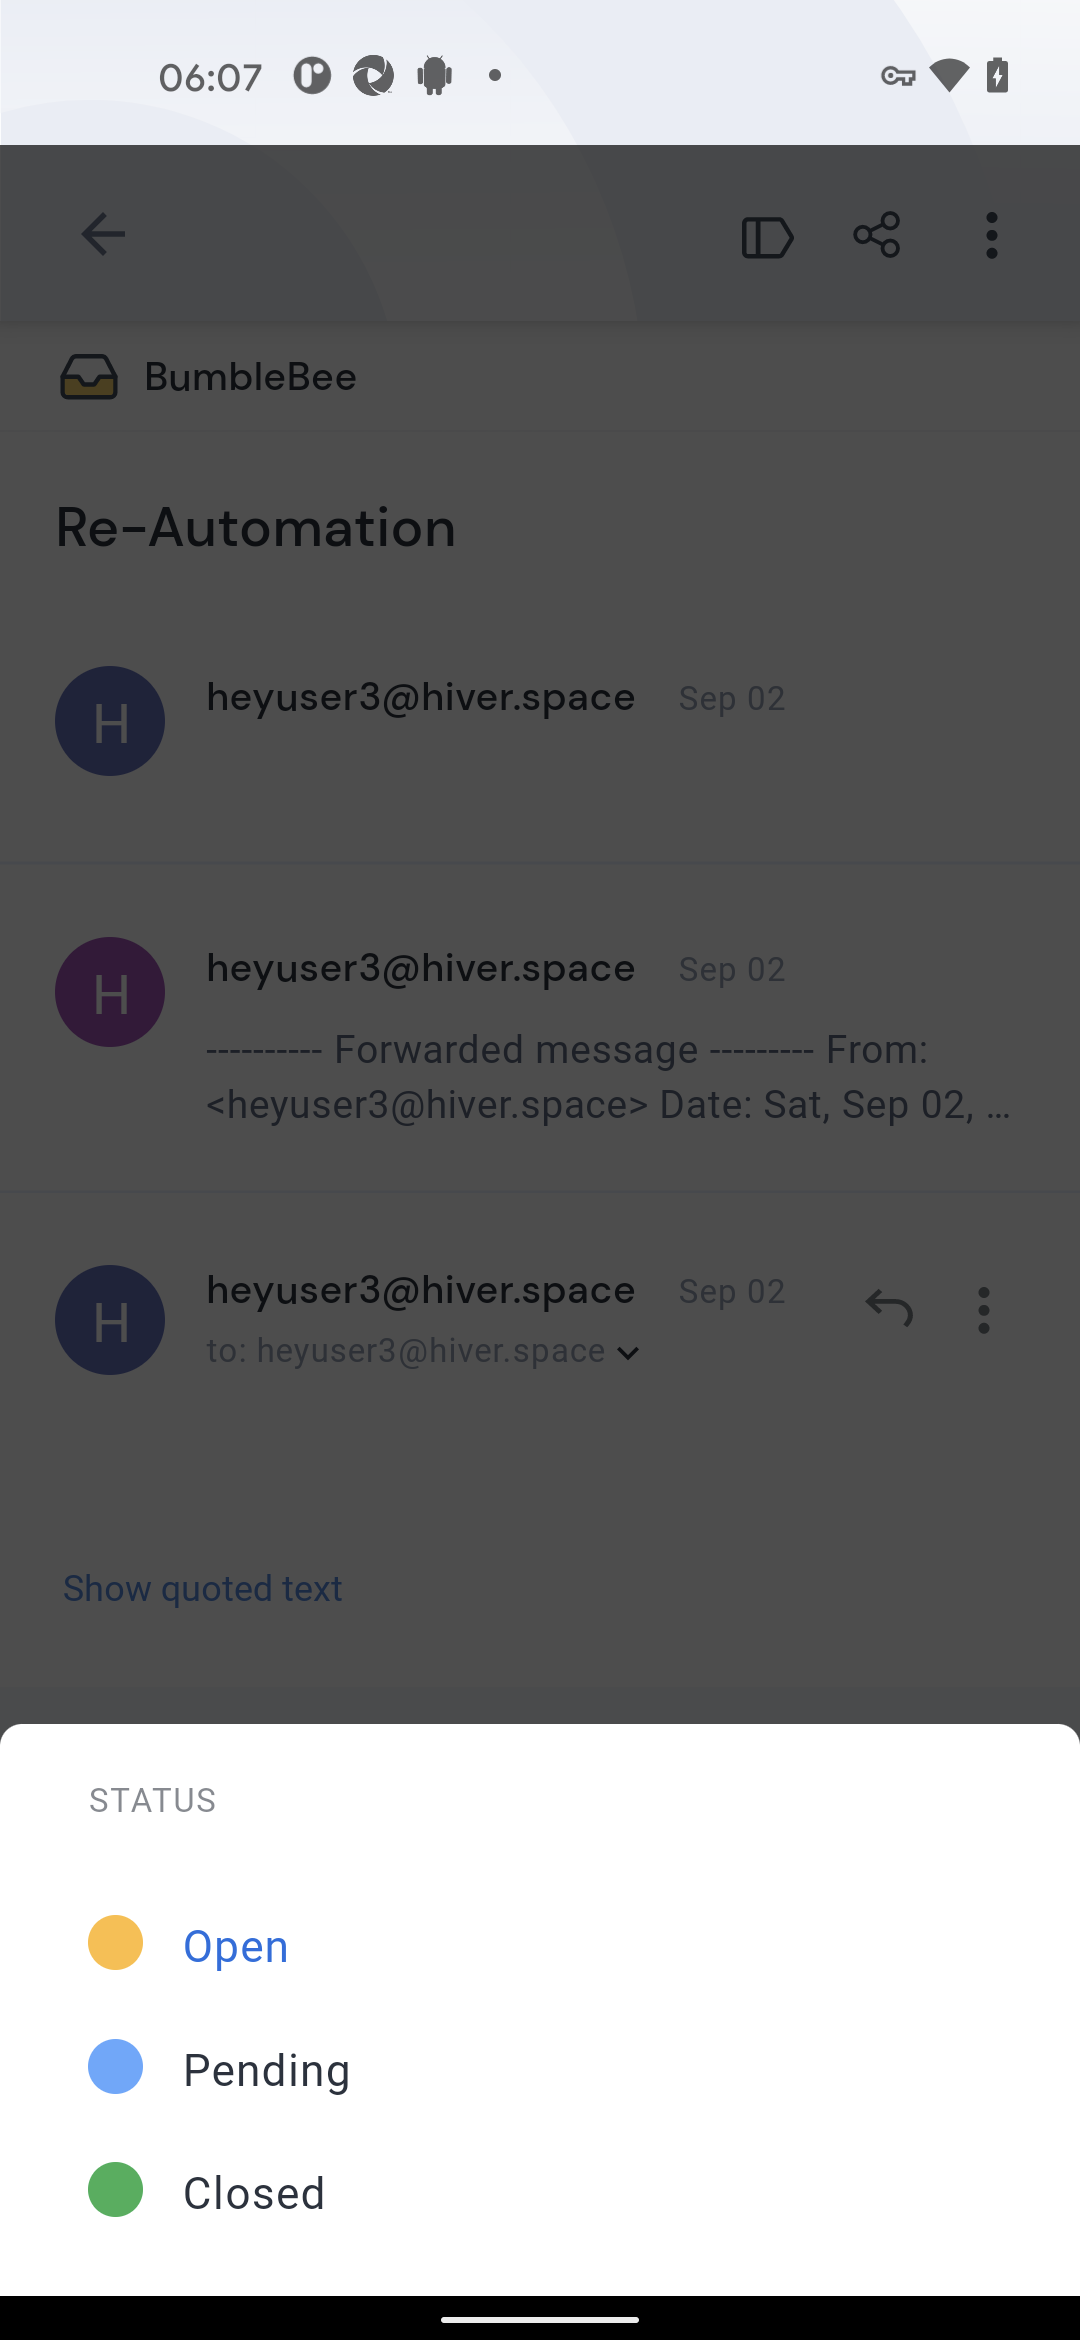 06:07
BumbleBee
Re-Automation
H
heyuser3@hiver.space Sep 02
H
heyuser3@hiver.space Sep 02
---------- Forwarded message --------- From:
<heyuser3@hiver.space> Date: Sat, Sep 02, ...
H
heyuser3@hiver.space Sep 02
to: heyuser3@hiver.space
Show quoted text
STATUS
Open
Pending
Closed